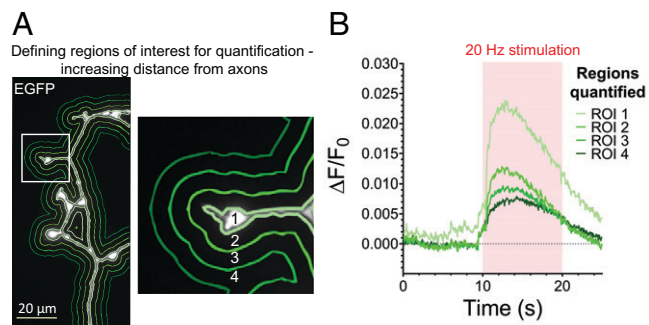 A
Defining regions of interest for quantification -
increasing distance from axons
EGFP
20 µm
1
2
3
4
B
20 Hz stimulation
0.030
0.025
0.020
0.015
0.010
0.005
0.000
ΔF/F0
0
10
20
Time (s)
Regions
quantified
ROI 1
ROI 2
ROI 3
ROI 4